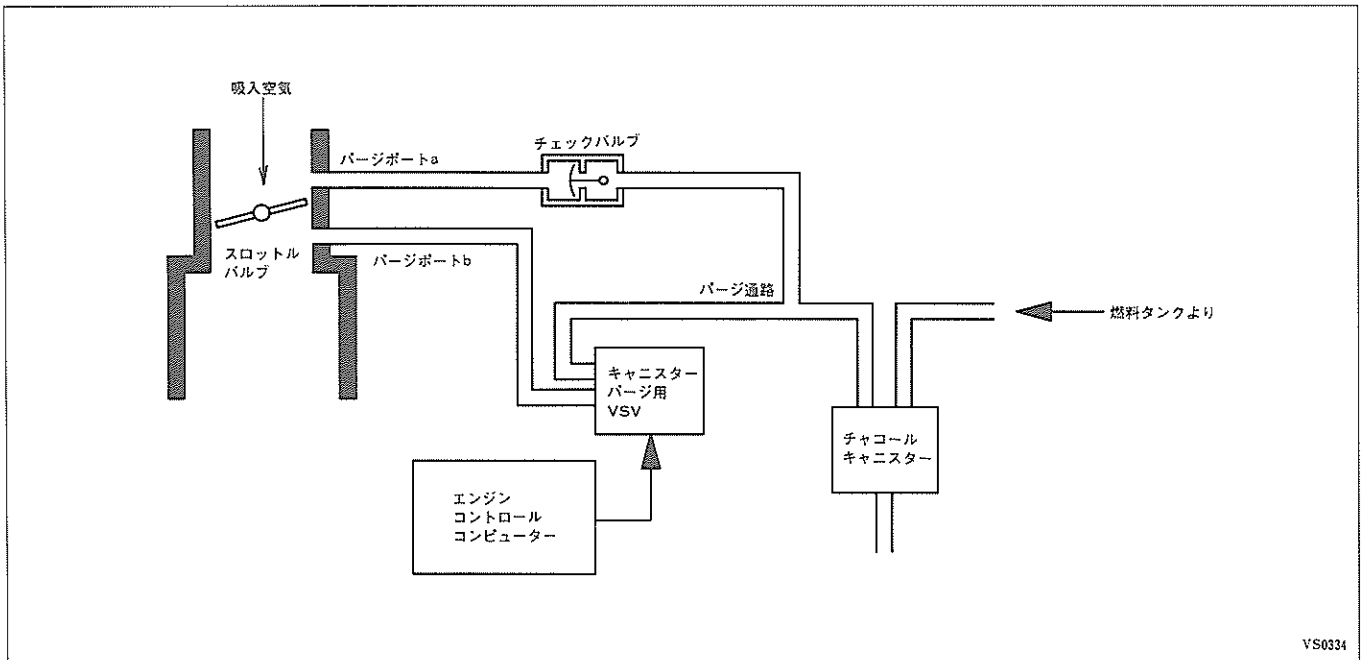 吸入空気
チェックバルブ
パージポートa
スロットル
バルブ
パージポートb
パージ通路
燃料タンクより
キャニスター
パージ用
VSV
チャコール
キャニスター
エンジン
コントロール
コンピューター
VS0334